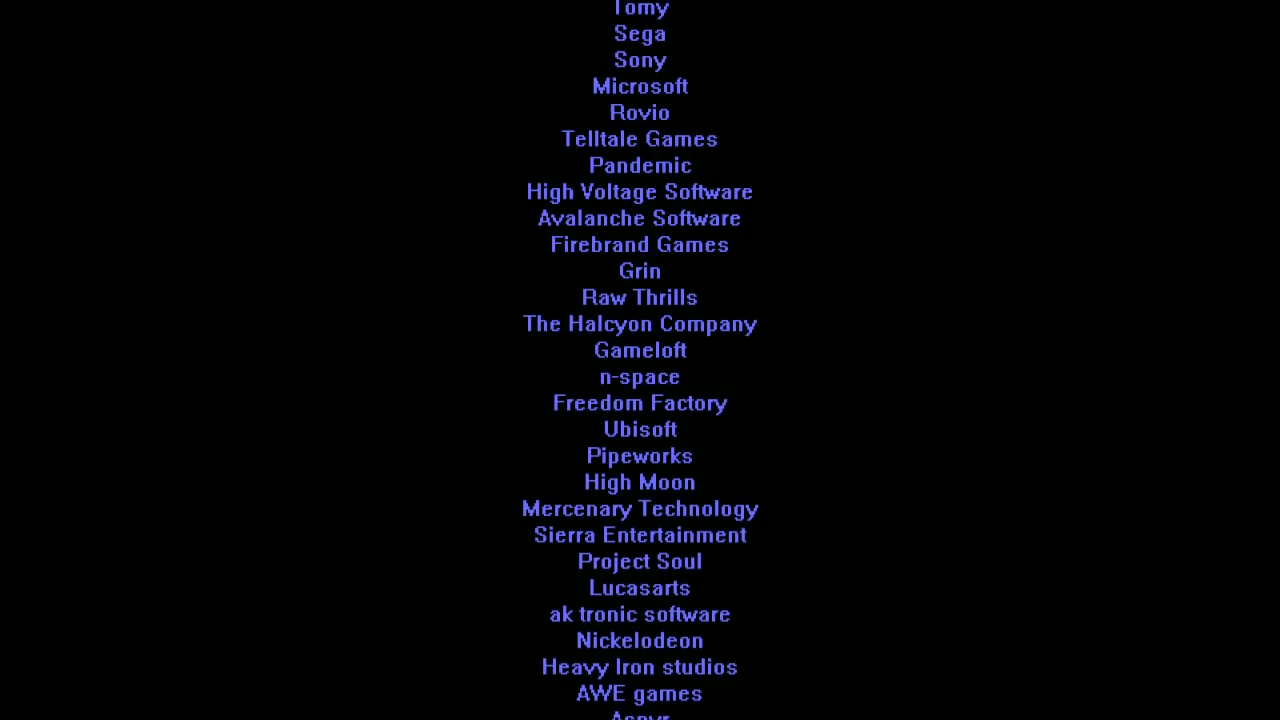 Tomy
Sega
Sony
Microsoft
Rovio
Telltale Games
Pandemic
High Voltage Software
Avalanche Software
Firebrand Games
Grin
Raw Thrills
The Halcyon Company
Gameloft
n-space
Freedom Factory
Ubisoft
Pipeworks
High Moon
Mercenary Technology
Sierra Entertainment
Project Soul
Lucasarts
ak tronic software
Nickelodeon
Heavy Iron studios
AWE games
Aspyr